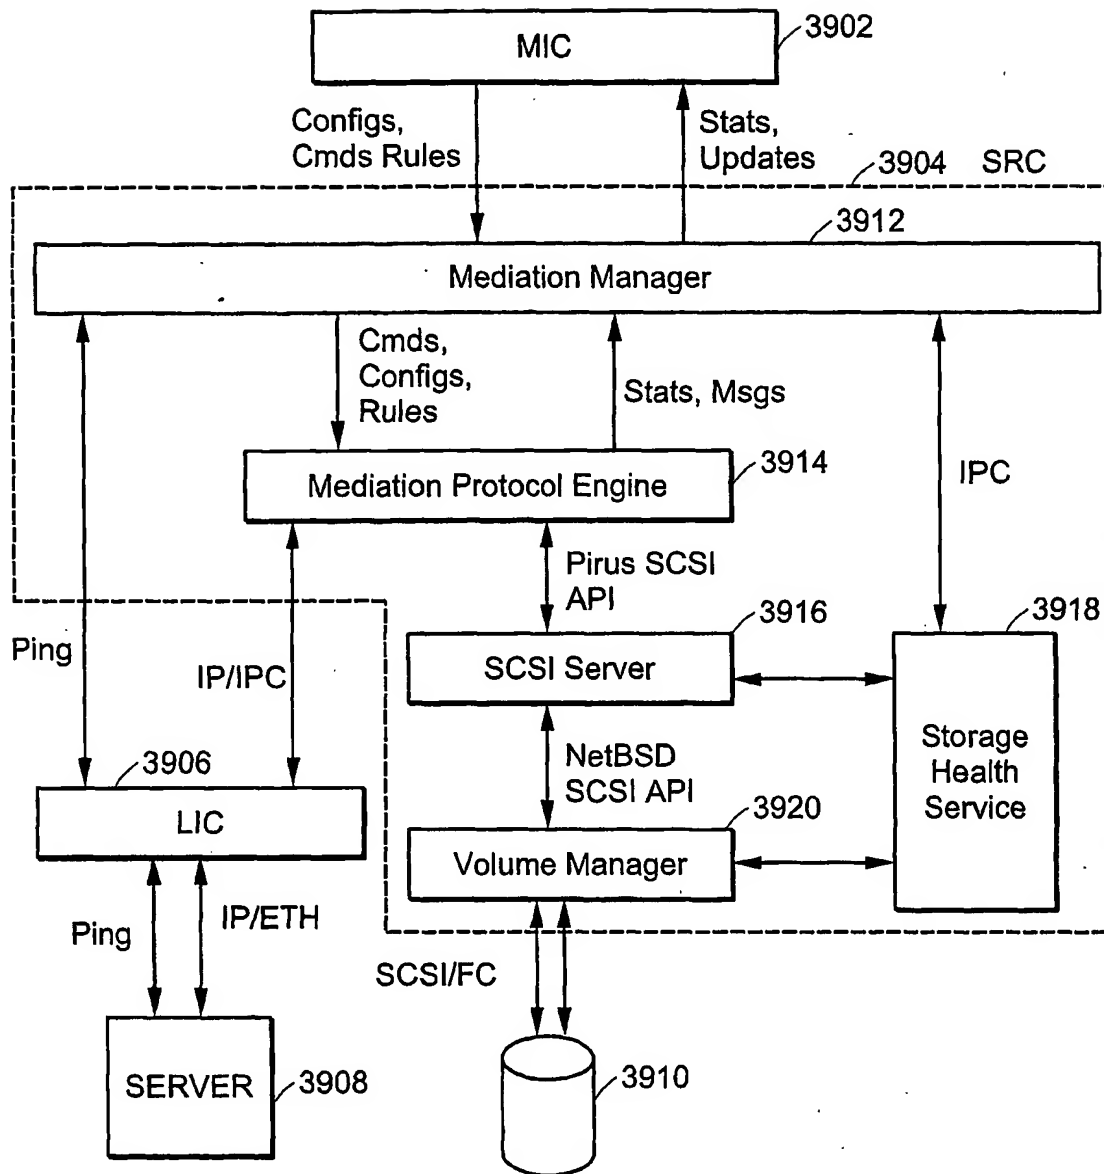 3902
MIC
Configs,
Cmds Rules
Stats,
Updates
3904
SRC
3912
Mediation Manager
Cmds,
Configs,
Rules
Stats, Msgs
3914
Mediation Protocol Engine
IPC
Pirus SCSI
API
3916
3918
Ping
IP/IPC
SCSI Server
Storage
Health
Service
NetBSD
SCSI API
3906
LIC
3920
Volume Manager
Ping
IP/ETH
SCSI/FC
SERVER
3908
3910